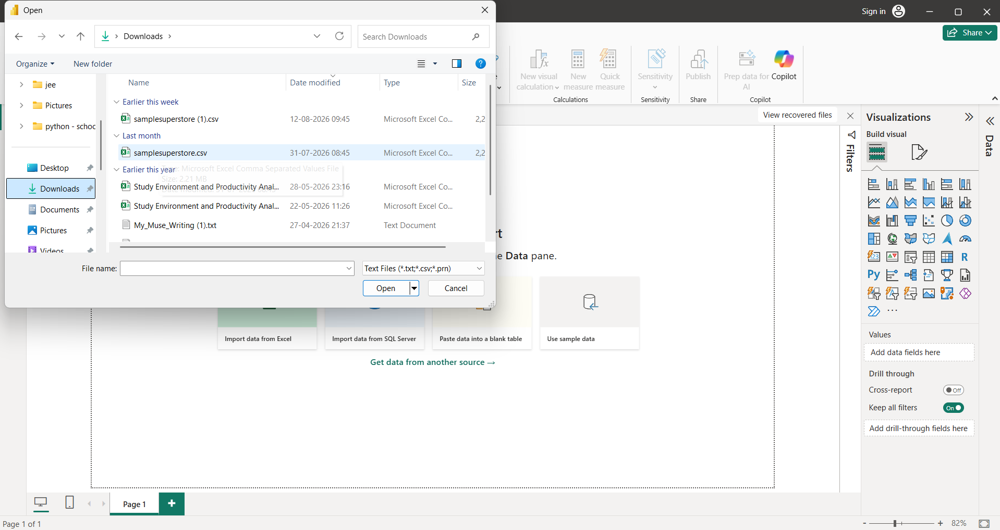 Open
Sign in
Downloads
Search Downloads
Share
Organize
New folder
New visual
calculation
New
measure
Quick
measure
Calculations
Sensitivity
Sensitivity
Publish
Share
Prep data for
AI
Copilot
Copilot
jee
Pictures
python - schoo
Desktop
Downloads
Documents
Pictures
Videos
Name
Date modified
Type
Size
Earlier this week
samplesuperstore (1).csv
12-08-2026 09:45
Microsoft Excel Co...
2,2
Last month
samplesuperstore.csv
31-07-2026 08:45
Microsoft Excel Co...
2,2
Earlier this year
Type: Microsoft Excel Comma Separated Values File
Size: 2.21 MB
Date modified: 31-07-2026 08:45
Study Environment and Productivity Anal...
28-05-2026 23:16
Microsoft Excel Co...
Study Environment and Productivity Anal...
22-05-2026 11:26
Microsoft Excel Co...
My_Muse_Writing (1).txt
27-04-2026 21:37
Text Document
File name:
Text Files (*.txt;*.csv;*.prn)
Open
Cancel
View recovered files
Data pane.
Import data from Excel
Import data from SQL Server
Paste data into a blank table
Use sample data
Get data from another source →
Filters
Visualizations
Build visual
Data
123
R
Py
Values
Add data fields here
Drill through
Cross-report
Off
Keep all filters
On
Add drill-through fields here
Page 1
+
Page 1 of 1
-
+
82%